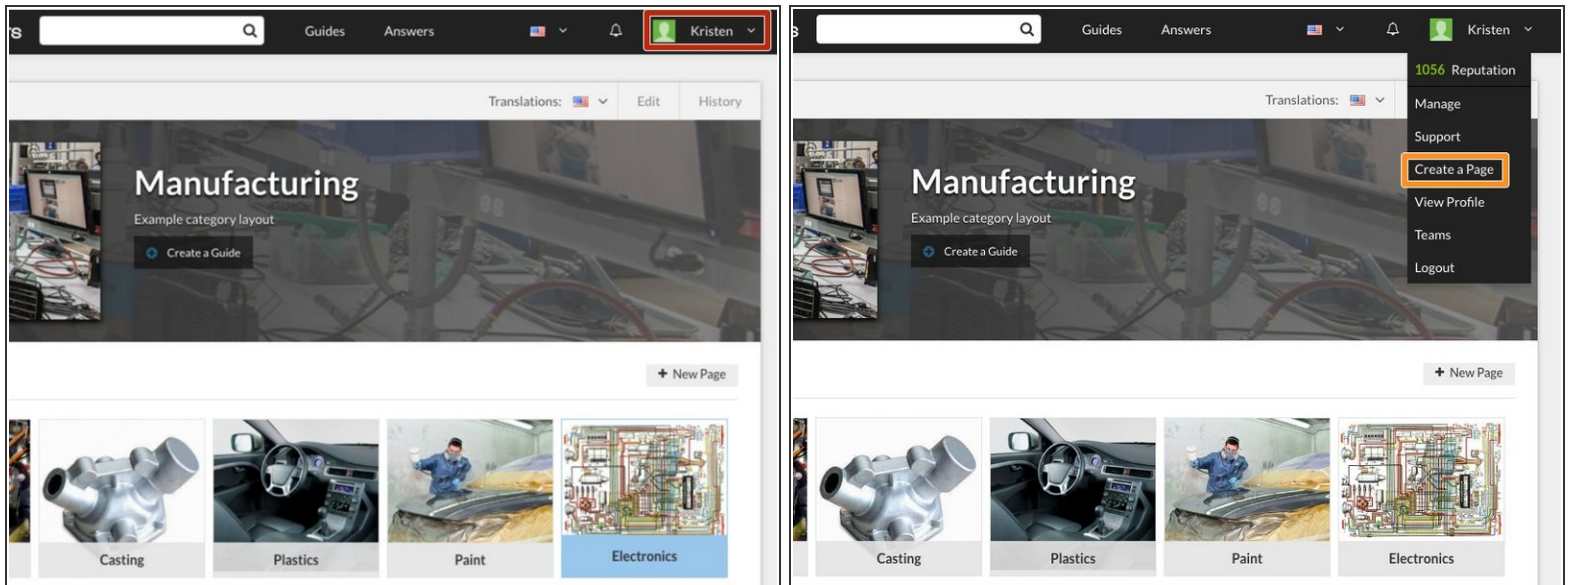 s
Guides
Answers
Kristen
Translations:
Edit
History
Manufacturing
Example category layout
Create a Guide
+ New Page
Casting
Plastics
Paint
Electronics
s
Guides
Answers
Kristen
1056 Reputation
Translations:
Manage
Support
Create a Page
View Profile
Teams
Logout
Manufacturing
Example category layout
Create a Guide
+ New Page
Casting
Plastics
Paint
Electronics